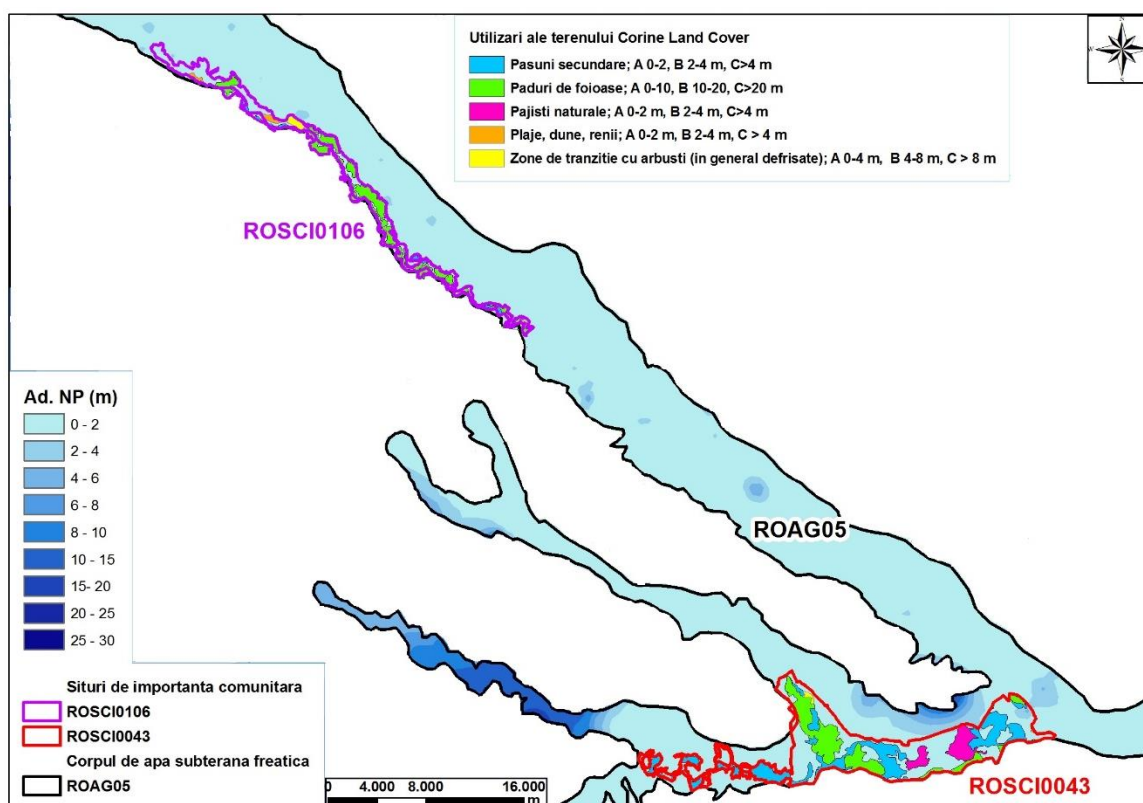 Utilizari ale terenului Corine Land Cover
Pasuni secundare; A 0-2, B 2-4 m, C>4 m
Paduri de foioase; A 0-10, B 10-20, C>20 m
Pajisti naturale; A 0-2 m, B 2-4 m, C>4 m
Plaje, dune, renii; A 0-2 m, B 2-4 m, C > 4 m
Zone de tranzitie cu arbusti (in general defrisate); A 0-4 m, B 4-8 m, C > 8 m
N
S
ROSCI0106
ROAG05
ROSCI0043
Ad. NP (m)
0 - 2
2 - 4
4 - 6
6 - 8
8 - 10
10 - 15
15- 20
20 - 25
25 - 30
Situri de importanta comunitara
ROSCI0106
ROSCI0043
Corpul de apa subterana freatica
ROAG05
0 4.000 8.000 16.000
m